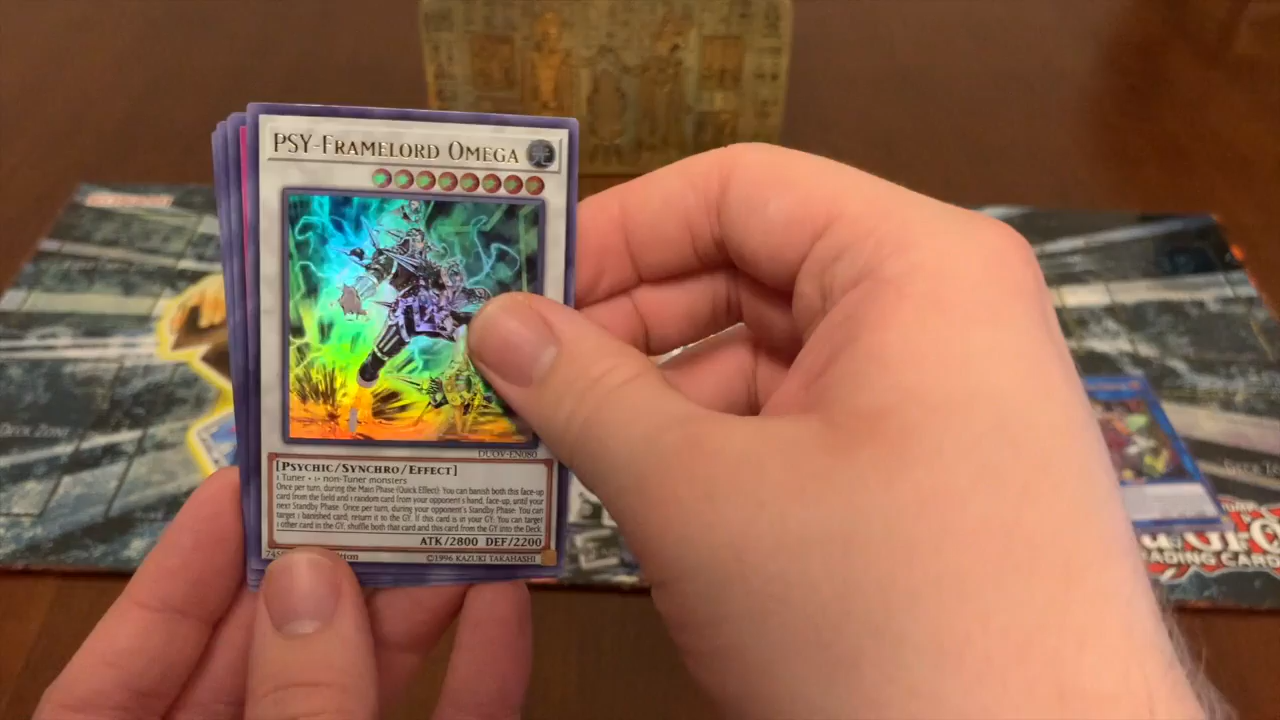 PSY-FRAMELORD OMEGA
DUOV-EN080
[PSYCHIC/SYNCHRO/EFFECT]
1 Tuner + 1+ non-Tuner monsters
Once per turn, during the Main Phase (Quick Effect): You can banish both this face-up
card from the field and 1 random card from your opponent's hand, face-up, until your
next Standby Phase. Once per turn, during your opponent's Standby Phase: You can
target 1 banished card; return it to the GY. If this card is in your GY: You can target
1 other card in the GY; shuffle both that card and this card from the GY into the Deck.
ATK/2800 DEF/2200
©1996 KAZUKI TAKAHASHI
DECK ZONE
TRADING CARD